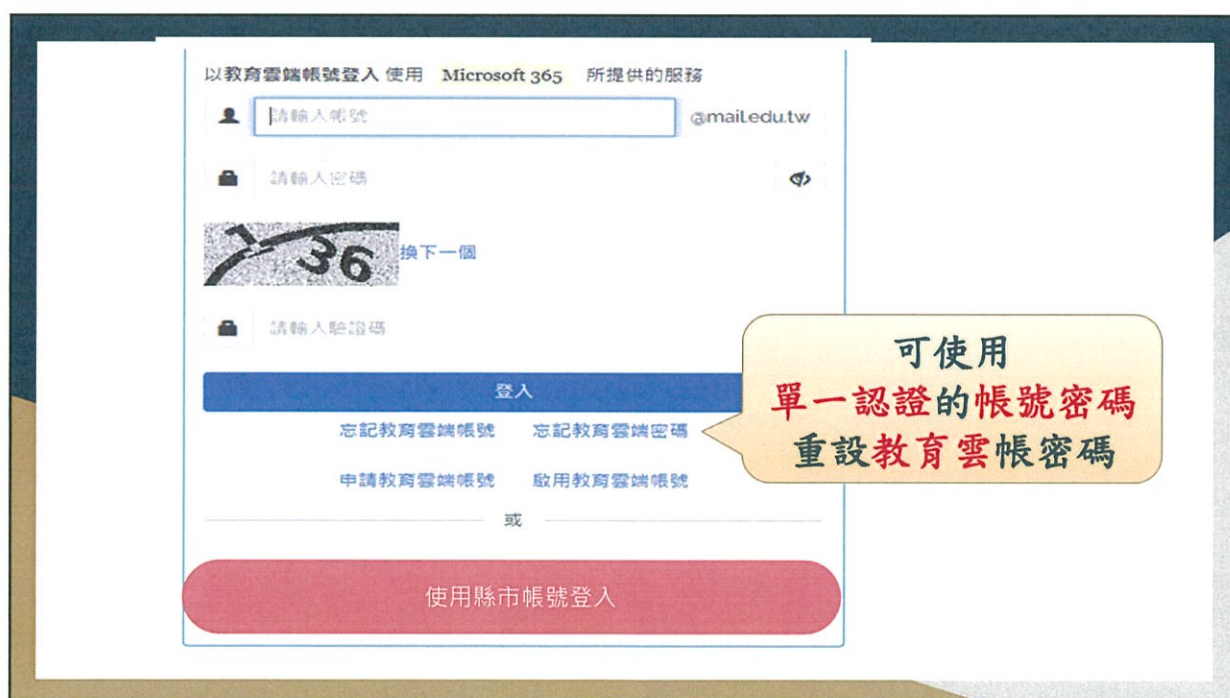 以教育雲端帳號登入 使用 Microsoft 365 所提供的服務
請輸入帳號 @mail.edu.tw
請輸入密碼
36 換下一個
請輸入驗證碼
登入
忘記教育雲端帳號 忘記教育雲端密碼
申請教育雲端帳號 啟用教育雲端帳號
或
使用縣市帳號登入
可使用
單一認證的帳號密碼
重設教育雲帳密碼